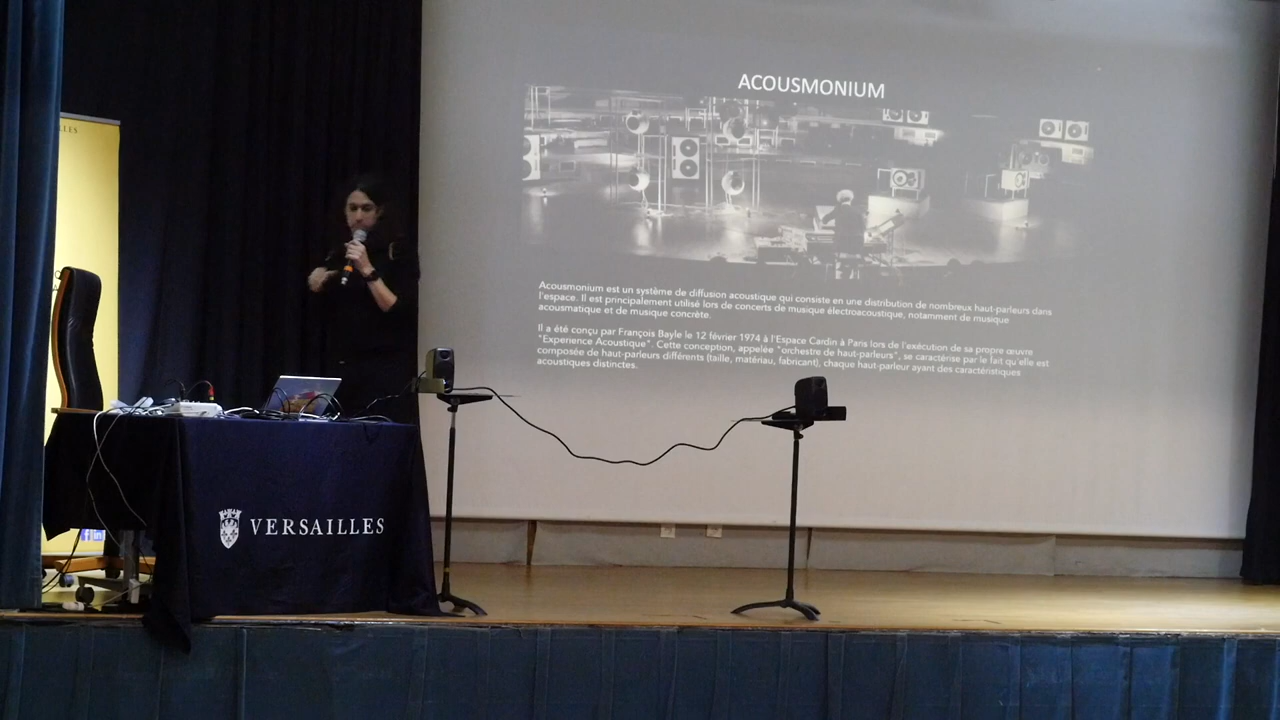 LLES
ACOUSMONIUM
Acousmonium est un système de diffusion acoustique qui consiste en une distribution de nombreux haut-parleurs dans
l'espace. Il est principalement utilisé lors de concerts de musique électroacoustique, notamment de musique
acousmatique et de musique concrète.
Il a été conçu par François Bayle le 12 février 1974 à l'Espace Cardin à Paris lors de l'exécution de sa propre œuvre
"Experience Acoustique". Cette conception, appelée "orchestre de haut-parleurs", se caractérise par le fait qu'elle est
composée de haut-parleurs différents (taille, matériau, fabricant), chaque haut-parleur ayant des caractéristiques
acoustiques distinctes.
VERSAILLES
f in